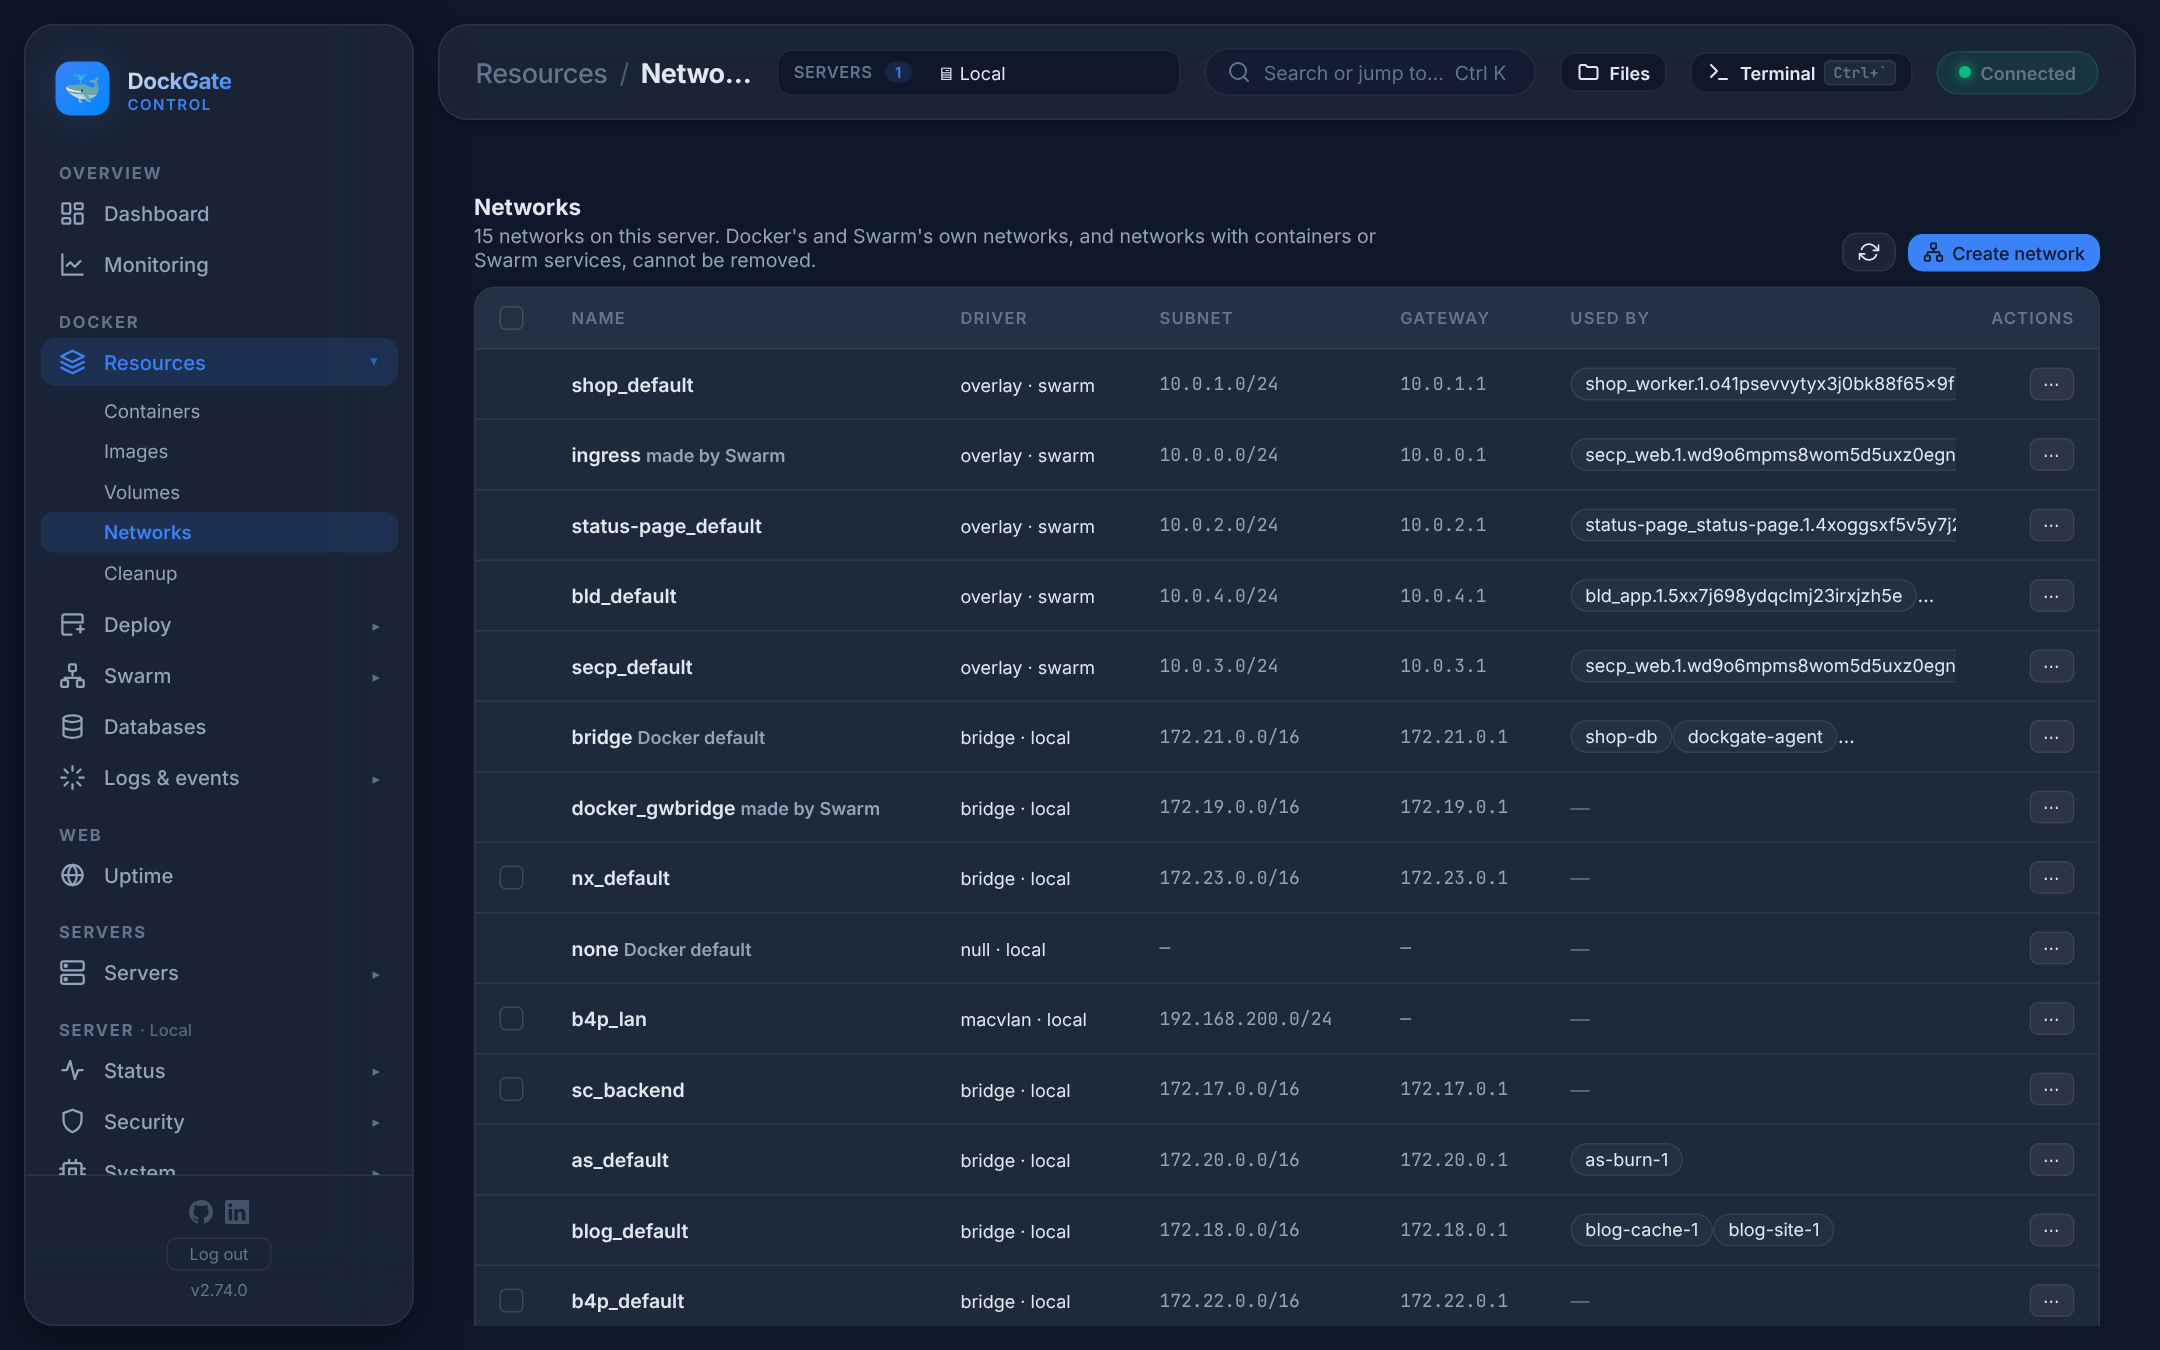 DockGate
CONTROL
OVERVIEW
Dashboard
Monitoring
DOCKER
Resources
Containers
Images
Volumes
Networks
Cleanup
Deploy
Swarm
Databases
Logs & events
WEB
Uptime
SERVERS
Servers
SERVER · Local
Status
Security
System
Log out
v2.74.0
Resources / Netwo...
SERVERS 1 Local
Search or jump to... Ctrl K
Files
Terminal Ctrl+`
Connected
Networks
15 networks on this server. Docker's and Swarm's own networks, and networks with containers or
Swarm services, cannot be removed.
Create network
NAME DRIVER SUBNET GATEWAY USED BY ACTIONS
shop_default overlay · swarm 10.0.1.0/24 10.0.1.1 shop_worker.1.o41psevvytyx3j0bk88f65x9f ...
ingress made by Swarm overlay · swarm 10.0.0.0/24 10.0.0.1 secp_web.1.wd9o6mpms8wom5d5uxz0egn ...
status-page_default overlay · swarm 10.0.2.0/24 10.0.2.1 status-page_status-page.1.4xoggsxf5v5y7j2 ...
bld_default overlay · swarm 10.0.4.0/24 10.0.4.1 bld_app.1.5xx7j698ydqclmj23irxjzh5e ... ...
secp_default overlay · swarm 10.0.3.0/24 10.0.3.1 secp_web.1.wd9o6mpms8wom5d5uxz0egn ...
bridge Docker default bridge · local 172.21.0.0/16 172.21.0.1 shop-db dockgate-agent ... ...
docker_gwbridge made by Swarm bridge · local 172.19.0.0/16 172.19.0.1 — ...
nx_default bridge · local 172.23.0.0/16 172.23.0.1 — ...
none Docker default null · local – – — ...
b4p_lan macvlan · local 192.168.200.0/24 – — ...
sc_backend bridge · local 172.17.0.0/16 172.17.0.1 — ...
as_default bridge · local 172.20.0.0/16 172.20.0.1 as-burn-1 ...
blog_default bridge · local 172.18.0.0/16 172.18.0.1 blog-cache-1 blog-site-1 ...
b4p_default bridge · local 172.22.0.0/16 172.22.0.1 — ...